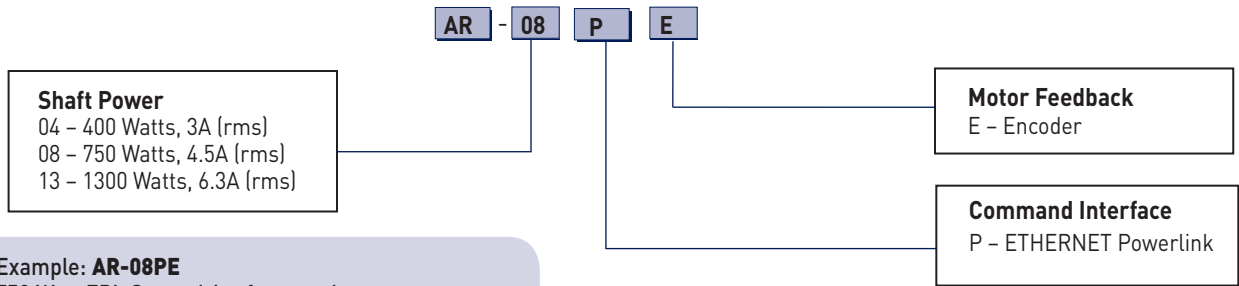 AR - 08 P E
Shaft Power
04 – 400 Watts, 3A (rms)
08 – 750 Watts, 4.5A (rms)
13 – 1300 Watts, 6.3A (rms)
Motor Feedback
E – Encoder
Command Interface
P – ETHERNET Powerlink
Example: AR-08PE